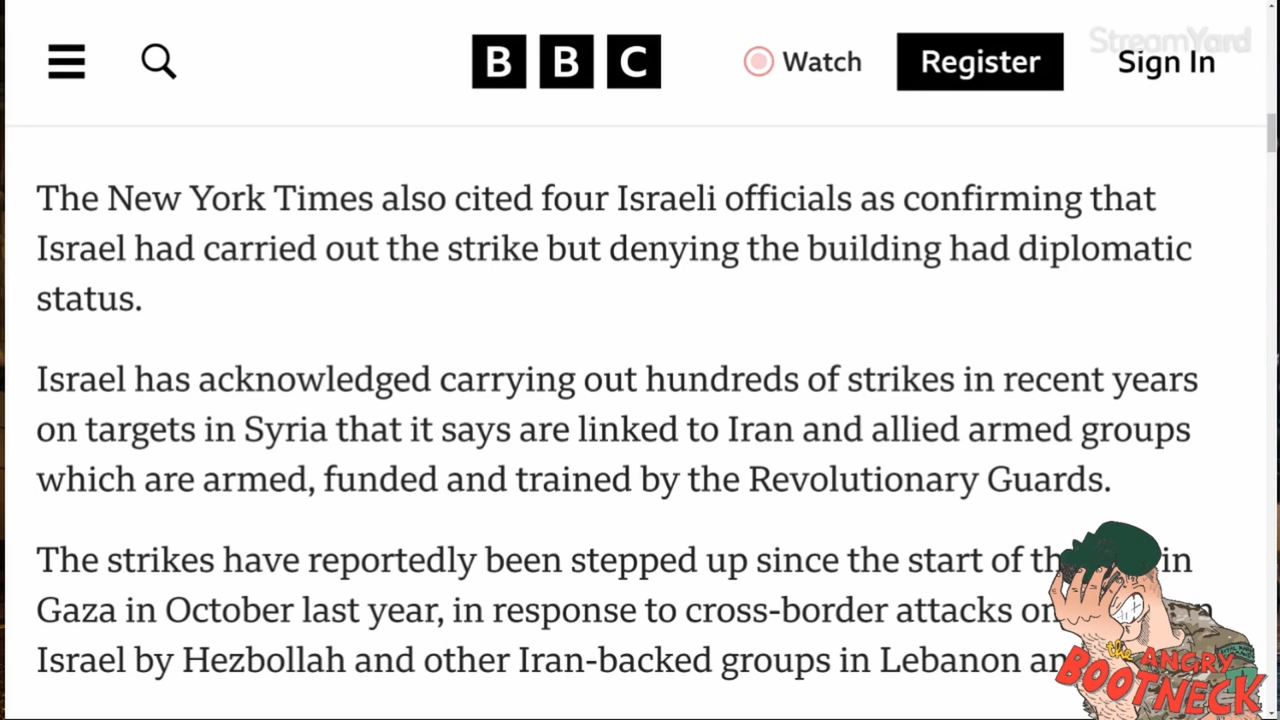 StreamYard
B B C
Watch
Register
Sign In
The New York Times also cited four Israeli officials as confirming that
Israel had carried out the strike but denying the building had diplomatic
status.
Israel has acknowledged carrying out hundreds of strikes in recent years
on targets in Syria that it says are linked to Iran and allied armed groups
which are armed, funded and trained by the Revolutionary Guards.
The strikes have reportedly been stepped up since the start of in
Gaza in October last year, in response to cross-border attacks on
Israel by Hezbollah and other Iran-backed groups in Lebanon
the ANGRY
BOOTNECK